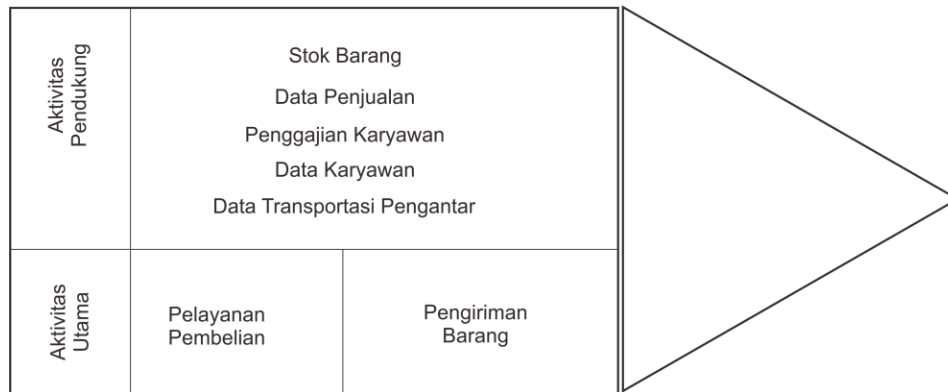 Aktivitas
Pendukung
Stok Barang
Data Penjualan
Penggajian Karyawan
Data Karyawan
Data Transportasi Pengantar
Aktivitas
Utama
Pelayanan
Pembelian
Pengiriman
Barang